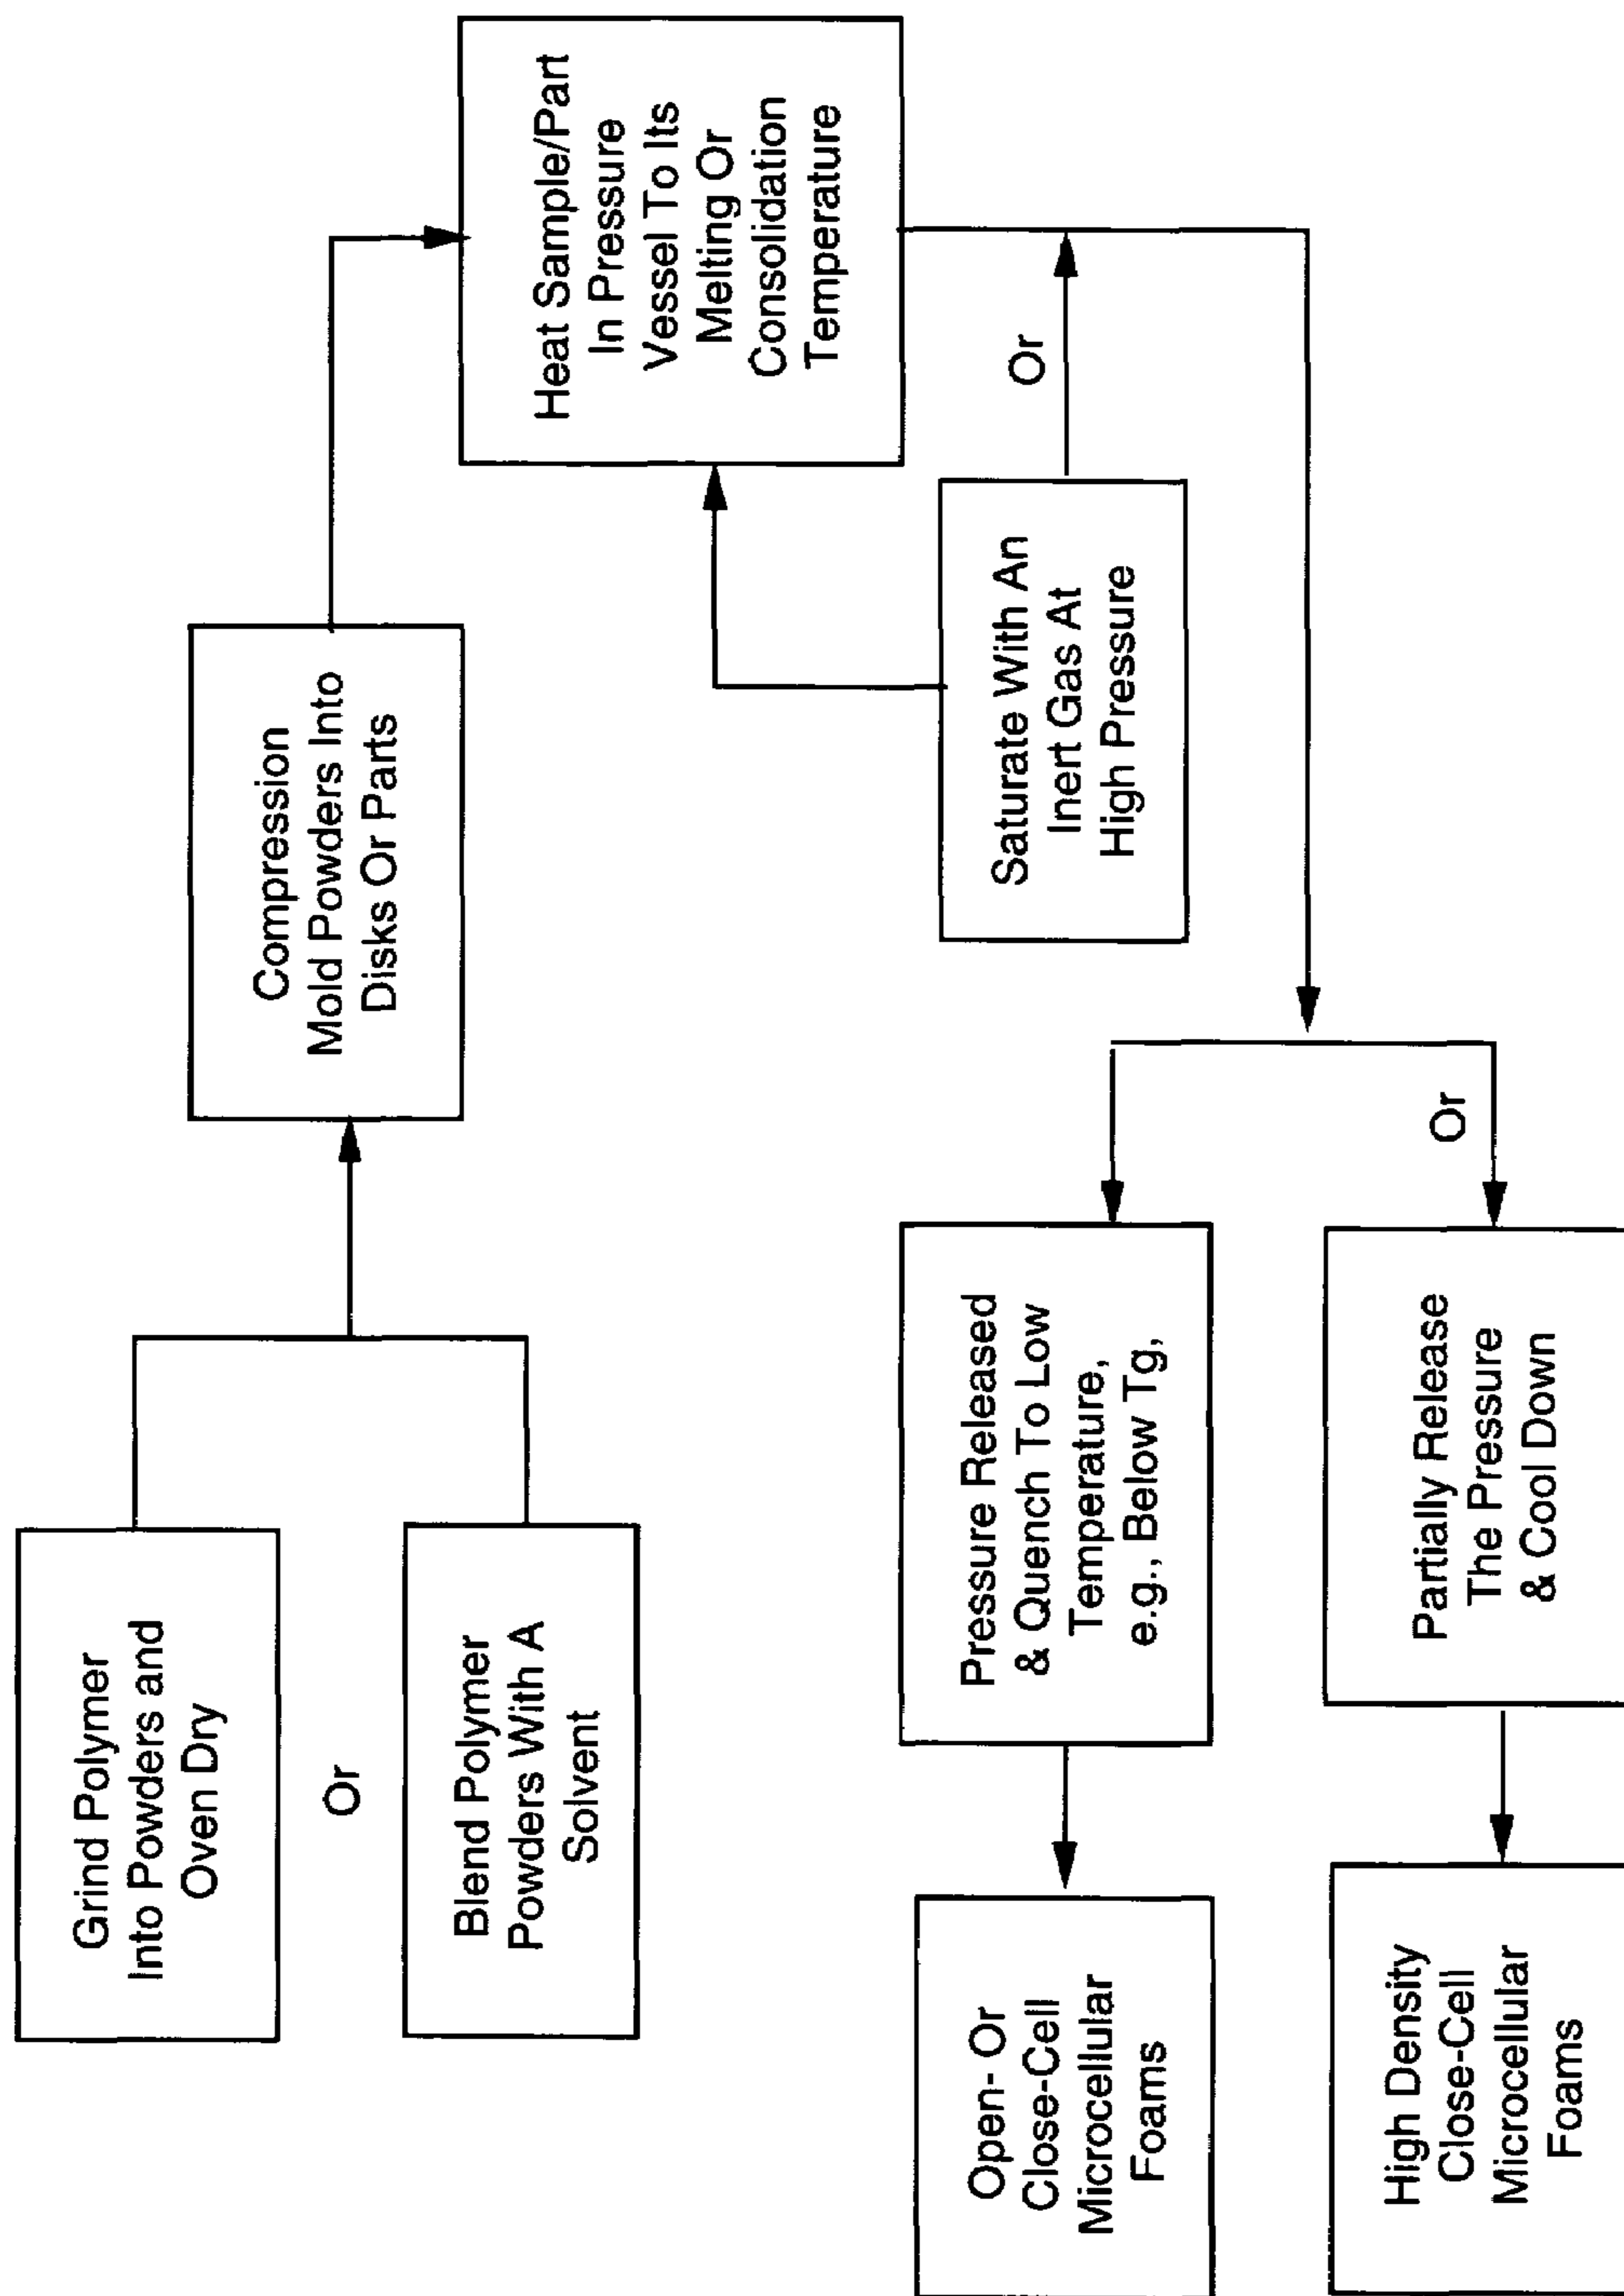 Grind Polymer
Into Powders and
Oven Dry
Or
Blend Polymer
Powders With A
Solvent
Compression
Mold Powders Into
Disks Or Parts
Heat Sample/Part
In Pressure
Vessel To Its
Melting Or
Consolidation
Temperature
Saturate With An
Inert Gas At
High Pressure
Or
Pressure Released
& Quench To Low
Temperature,
e.g., Below Tg,
Or
Partially Release
The Pressure
& Cool Down
Open- Or
Close-Cell
Microcellular
Foams
High Density
Close-Cell
Microcellular
Foams